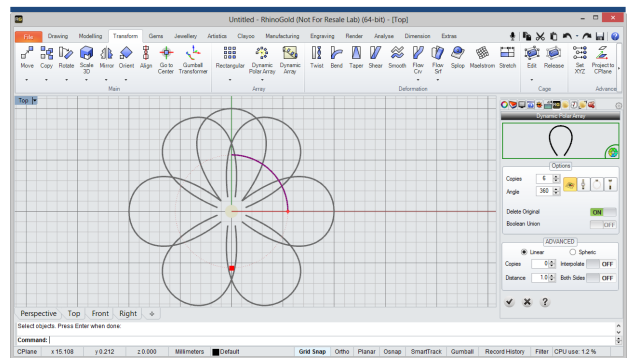 RG
Untitled - RhinoGold (Not For Resale Lab) (64-bit) - [Top]
File Drawing Modelling Transform Gems Jewellery Artistics Clayoo Manufacturing Engraving Render Analyse Dimension Extras
Move Copy Rotate Scale 3D Mirror Orient Align Go to Center Gumball Transformer Rectangular Dynamic Polar Array Dynamic Array Twist Bend Taper Shear Smooth Flow Crv Flow Srf Splop Maelstrom Stretch Edit Release Set XYZ Project to CPlane
Main Array Deformation Cage Advance
Top
Dynamic Polar Array
Options
Copies 6
Angle 360
Delete Original ON
Boolean Union OFF
ADVANCED
Linear Spheric
Copies 0 Interpolate OFF
Distance 1.0 Both Sides OFF
Perspective Top Front Right
Select objects. Press Enter when done:
Command:
CPlane x 15.108 y 0.212 z 0.000 Millimeters Default Grid Snap Ortho Planar Osnap SmartTrack Gumball Record History Filter CPU use: 1.2 %